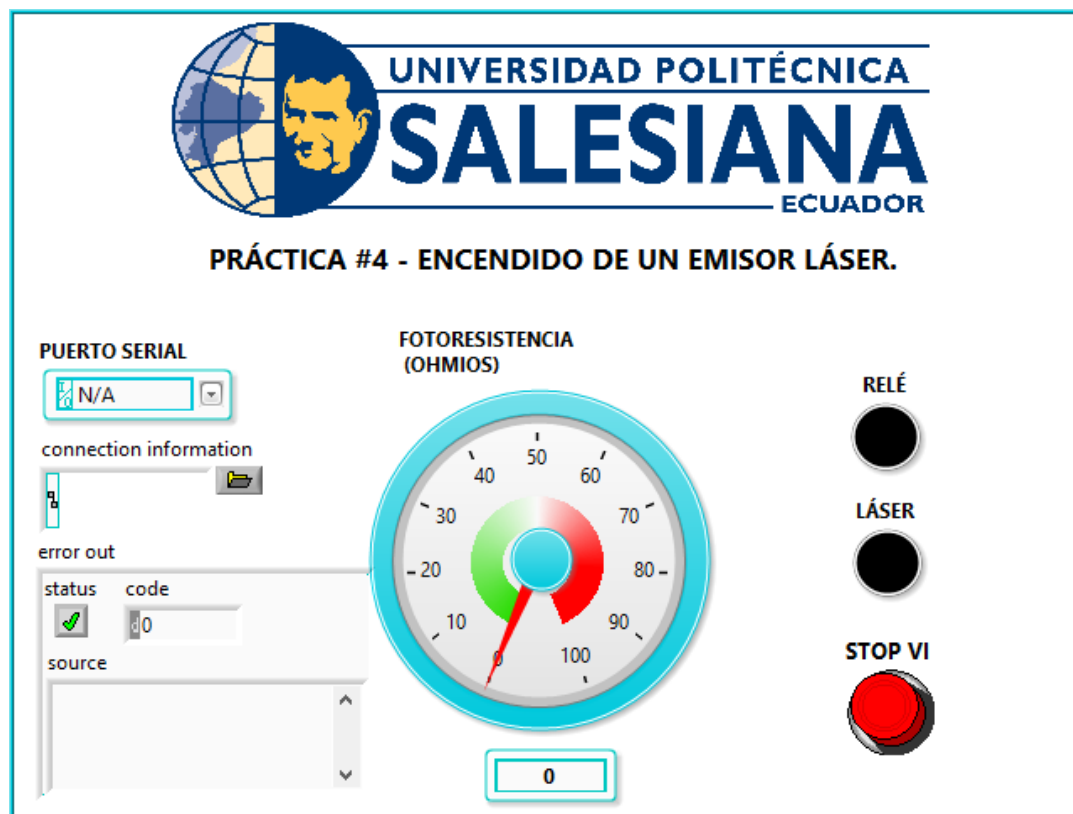 UNIVERSIDAD POLITÉCNICA
SALESIANA
ECUADOR
PRÁCTICA #4 - ENCENDIDO DE UN EMISOR LÁSER.
PUERTO SERIAL
N/A
connection information
error out
status code
d 0
source
FOTORESISTENCIA
(OHMIOS)
0
10
20
30
40
50
60
70
80
90
100
0
RELÉ
LÁSER
STOP VI